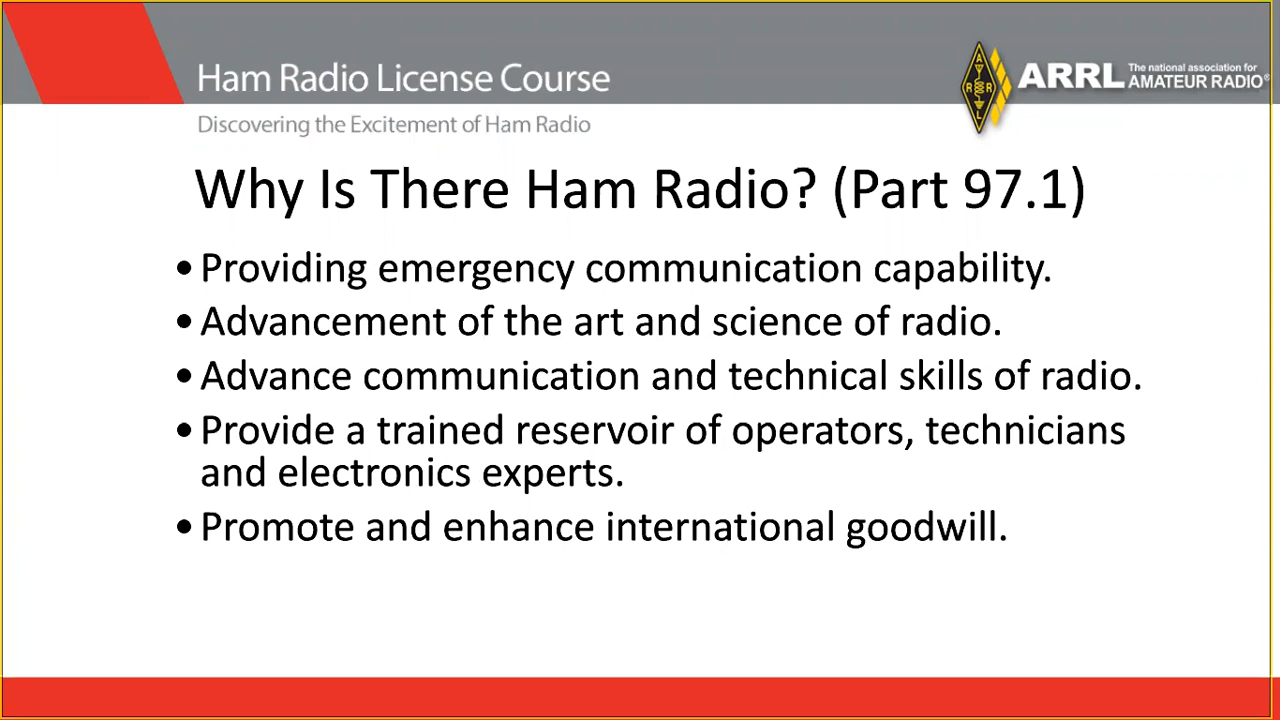 Ham Radio License Course
ARRL The national association for
AMATEUR RADIO®
Discovering the Excitement of Ham Radio
Why Is There Ham Radio? (Part 97.1)
•Providing emergency communication capability.
•Advancement of the art and science of radio.
•Advance communication and technical skills of radio.
•Provide a trained reservoir of operators, technicians
and electronics experts.
•Promote and enhance international goodwill.